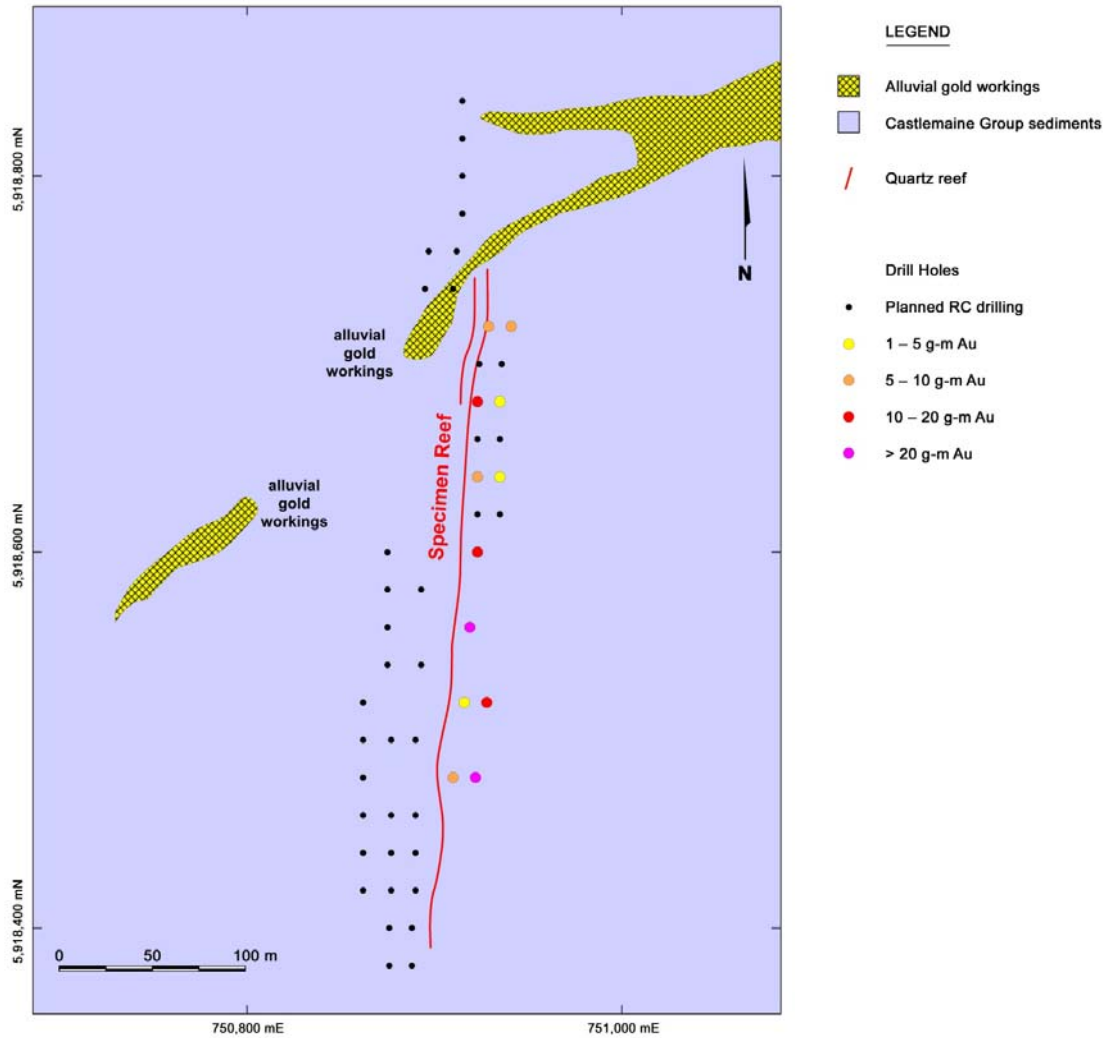 LEGEND
Alluvial gold workings
Castlemaine Group sediments
Quartz reef
N
Drill Holes
Planned RC drilling
1 – 5 g-m Au
5 – 10 g-m Au
10 – 20 g-m Au
> 20 g-m Au
5,918,800 mN
alluvial
gold
workings
Specimen Reef
alluvial
gold
workings
5,918,600 mN
5,918,400 mN
0 50 100 m
750,800 mE 751,000 mE